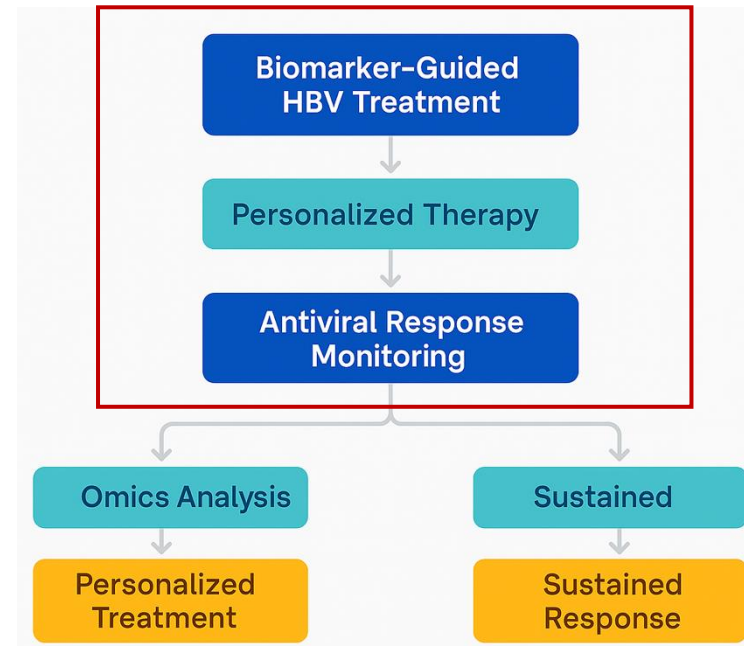 Biomarker-Guided
HBV Treatment
Personalized Therapy
Antiviral Response
Monitoring
Omics Analysis
Sustained
Personalized
Treatment
Sustained
Response